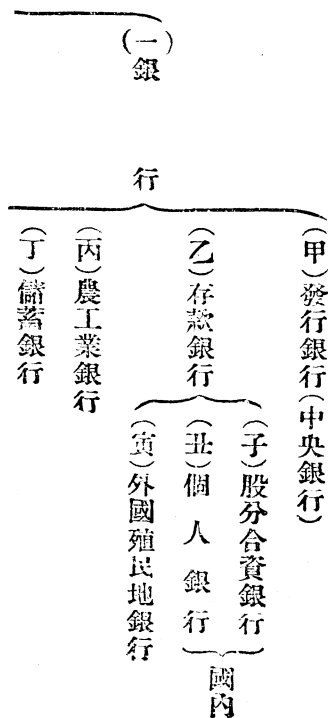 (一)銀行
(甲)發行銀行(中央銀行)
(乙)存款銀行
(子)股分合資銀行
(丑)個人銀行
國內
(寅)外國殖民地銀行
(丙)農工業銀行
(丁)儲蓄銀行